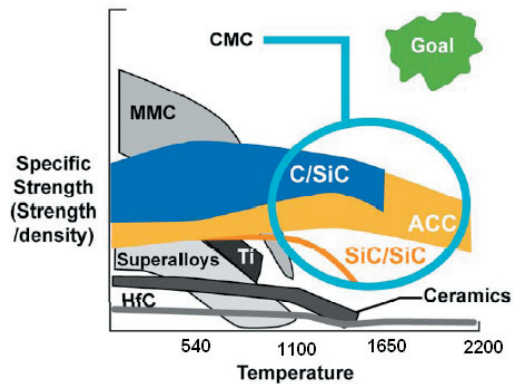 CMC
Goal
MMC
Specific
Strength
(Strength
/density)
C/SiC
ACC
Superalloys
Ti
SiC/SiC
HfC
Ceramics
540
1100
1650
2200
Temperature